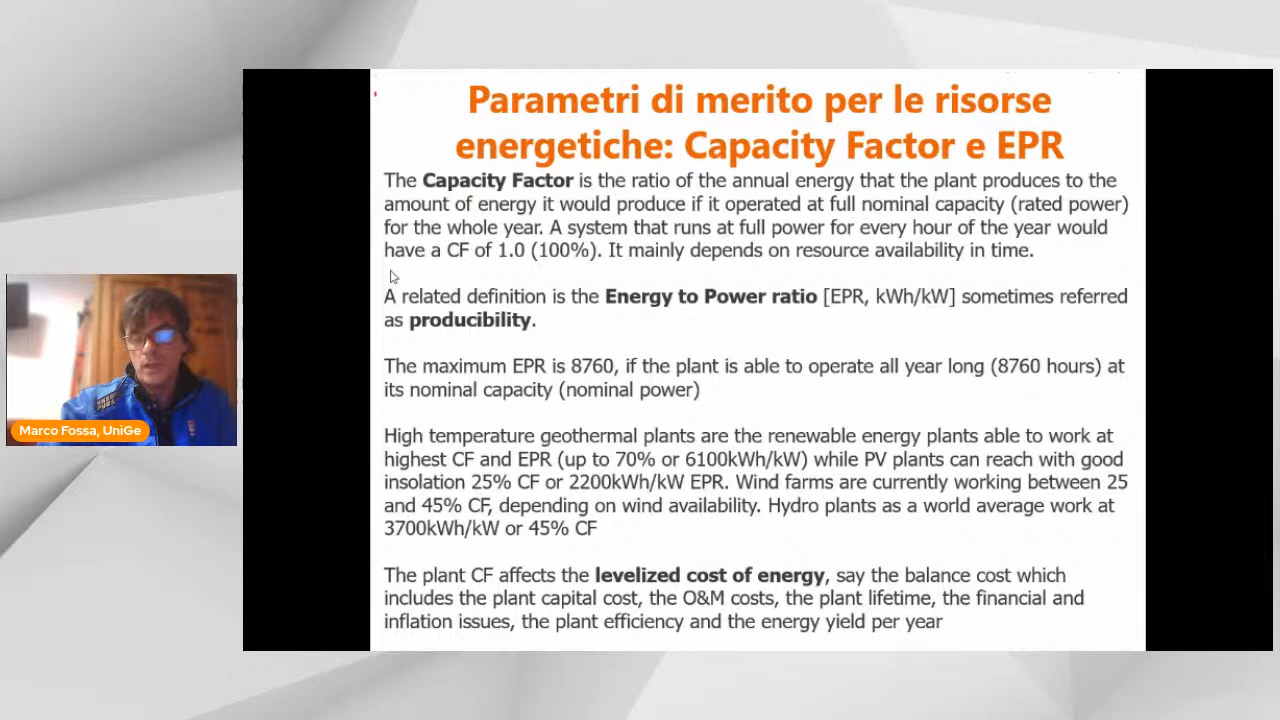 Parametri di merito per le risorse
energetiche: Capacity Factor e EPR
The Capacity Factor is the ratio of the annual energy that the plant produces to the
amount of energy it would produce if it operated at full nominal capacity (rated power)
for the whole year. A system that runs at full power for every hour of the year would
have a CF of 1.0 (100%). It mainly depends on resource availability in time.
A related definition is the Energy to Power ratio [EPR, kWh/kW] sometimes referred
as producibility.
The maximum EPR is 8760, if the plant is able to operate all year long (8760 hours) at
its nominal capacity (nominal power)
High temperature geothermal plants are the renewable energy plants able to work at
highest CF and EPR (up to 70% or 6100kWh/kW) while PV plants can reach with good
insolation 25% CF or 2200kWh/kW EPR. Wind farms are currently working between 25
and 45% CF, depending on wind availability. Hydro plants as a world average work at
3700kWh/kW or 45% CF
The plant CF affects the levelized cost of energy, say the balance cost which
includes the plant capital cost, the O&M costs, the plant lifetime, the financial and
inflation issues, the plant efficiency and the energy yield per year
Marco Fossa, UniGe